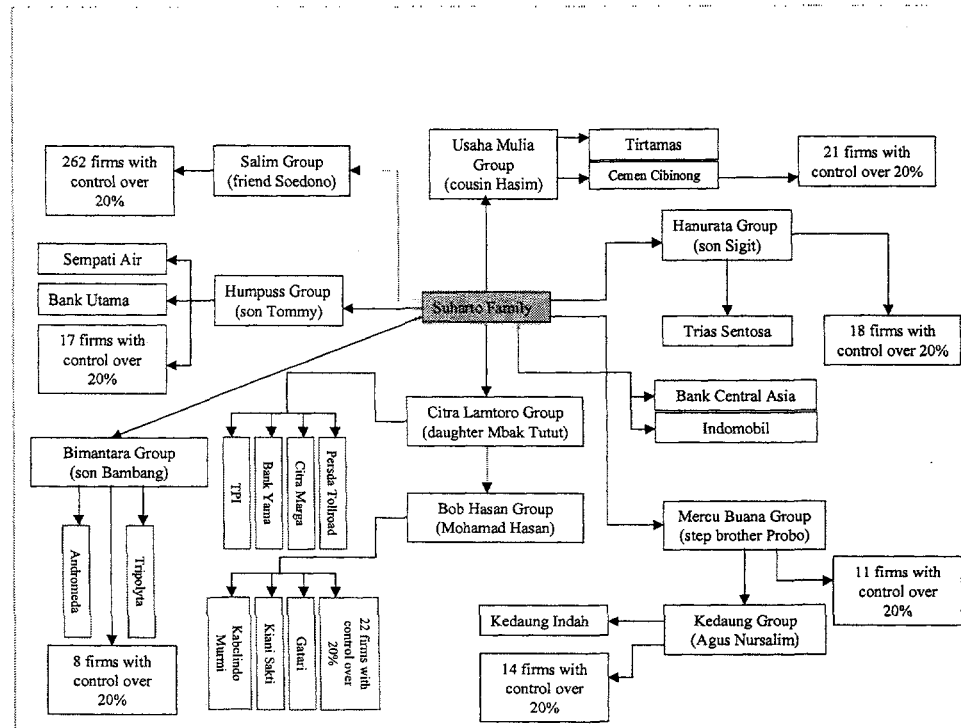 262 firms with
control over
20%
Salim Group
(friend Soedono)
Usaha Mulia
Group
(cousin Hasim)
Tirtamas
Cemen Cibinong
21 firms with
control over 20%
Sempati Air
Bank Utama
17 firms with
control over
20%
Humpuss Group
(son Tommy)
Suharto Family
Hanurata Group
(son Sigit)
Trias Sentosa
18 firms with
control over 20%
Bank Central Asia
Indomobil
Citra Lamtoro Group
(daughter Mbak Tutut)
TPI
Bank Yama
Citra Marga
Persda Tollroad
Bimantara Group
(son Bambang)
Andromeda
Tripolyta
8 firms with
control over
20%
Bob Hasan Group
(Mohamad Hasan)
Kabelindo
Murmi
Kiani Sakti
Gatari
22 firms with
control over
20%
Mercu Buana Group
(step brother Probo)
11 firms with
control over
20%
Kedaung Indah
Kedaung Group
(Agus Nursalim)
14 firms with
control over
20%